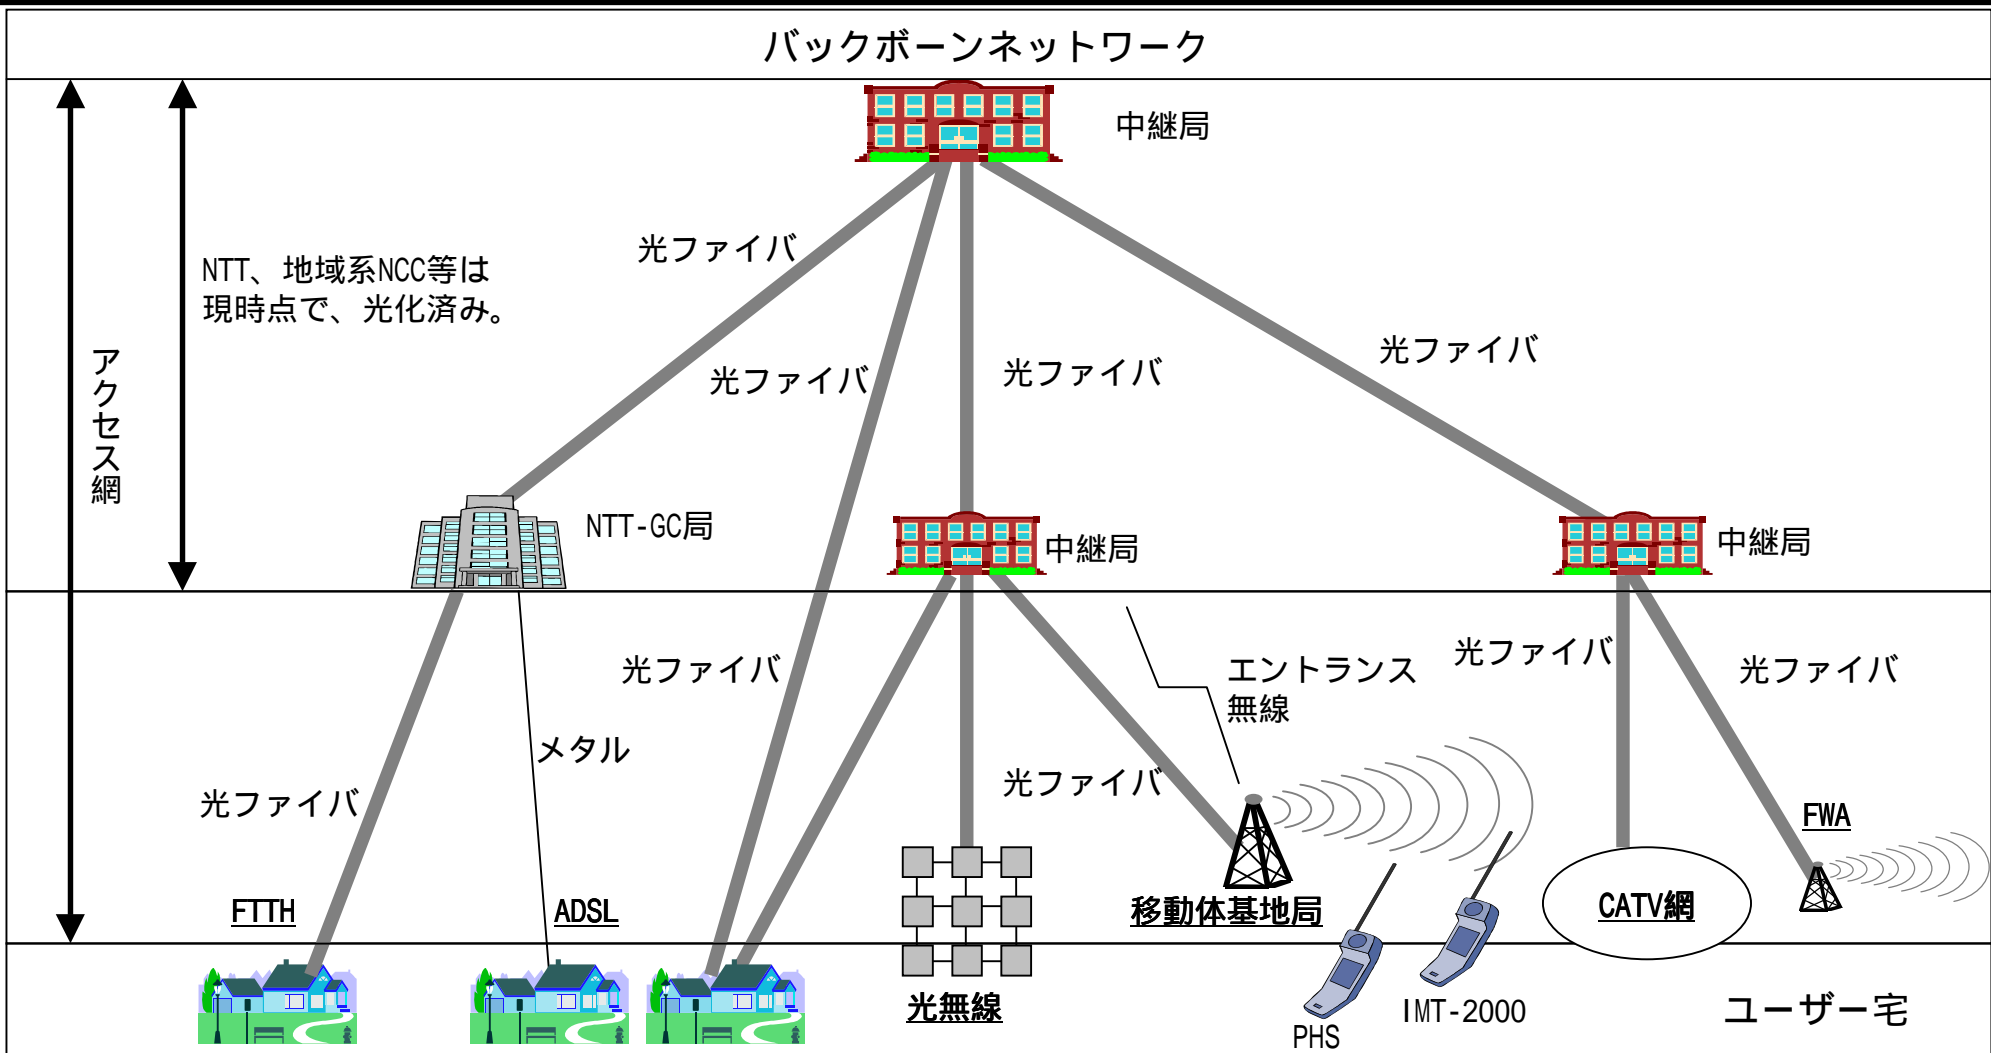 バックボーンネットワーク
中継局
光ファイバ
NTT、地域系NCC等は
現時点で、光化済み。
光ファイバ
光ファイバ
光ファイバ
アクセス網
NTT-GC局
中継局
中継局
光ファイバ
エントランス
無線
光ファイバ
光ファイバ
メタル
光ファイバ
光ファイバ
FWA
FTTH
ADSL
移動体基地局
CATV網
光無線
IMT-2000
PHS
ユーザー宅